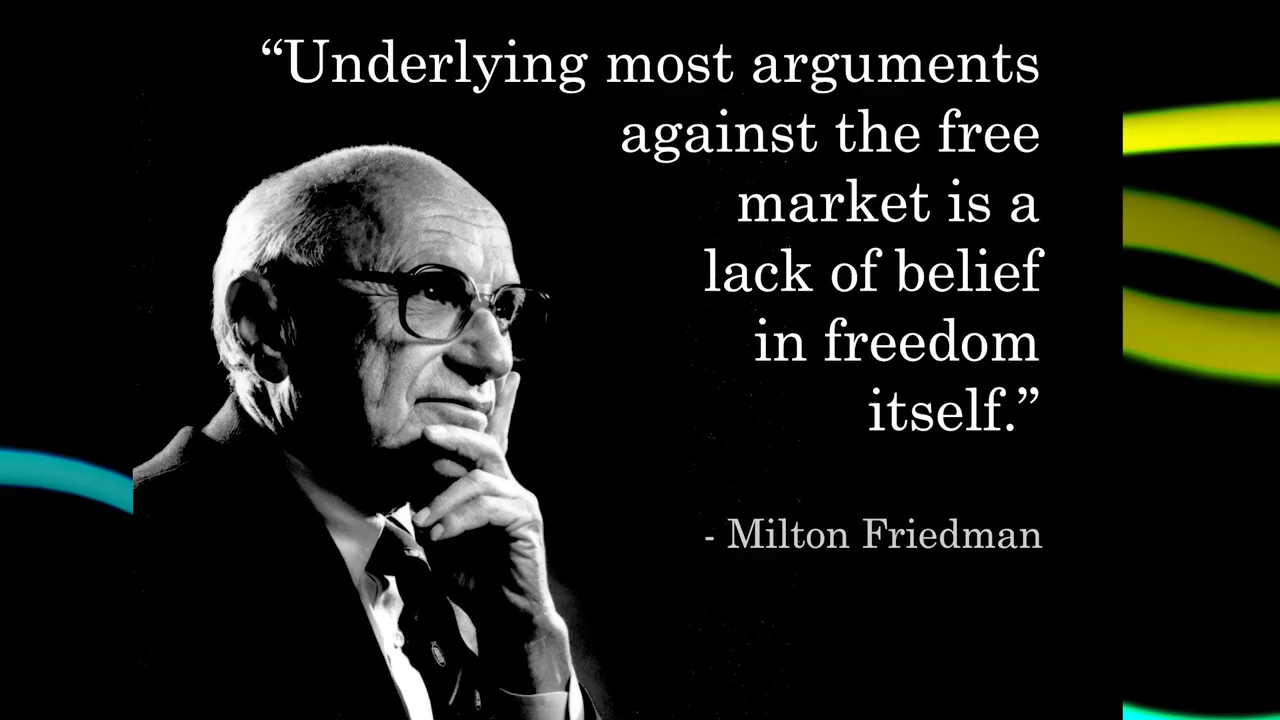 “Underlying most arguments
against the free
market is a
lack of belief
in freedom
itself.”
- Milton Friedman